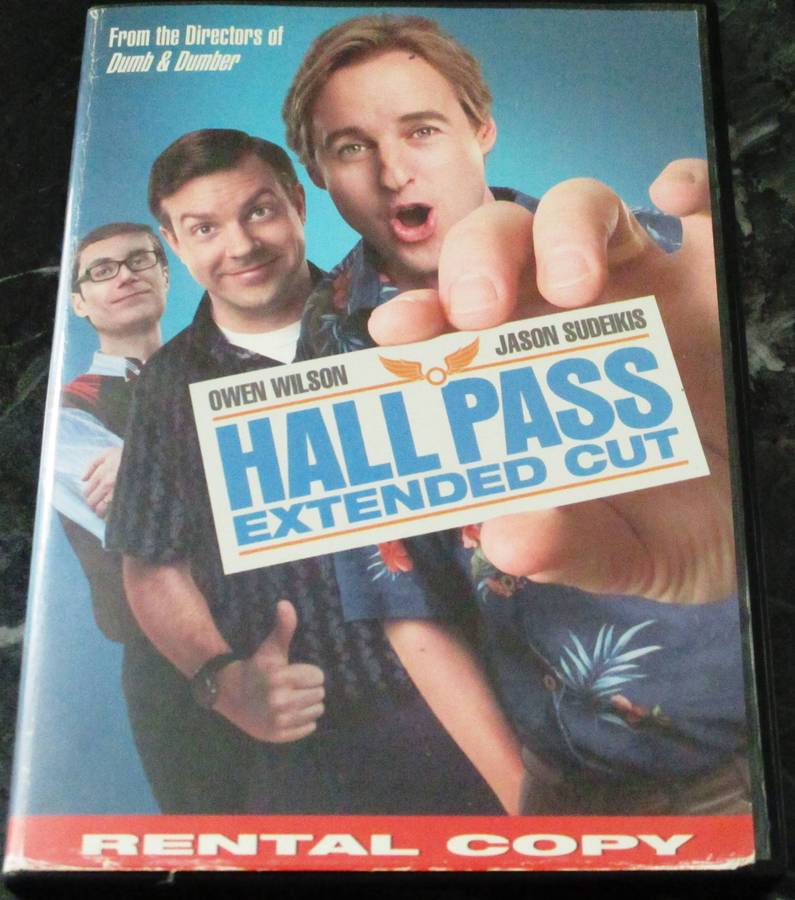 From the Directors of
Dumb & Dumber
OWEN WILSON
JASON SUDEIKIS
HALL PASS
EXTENDED CUT
RENTAL COPY